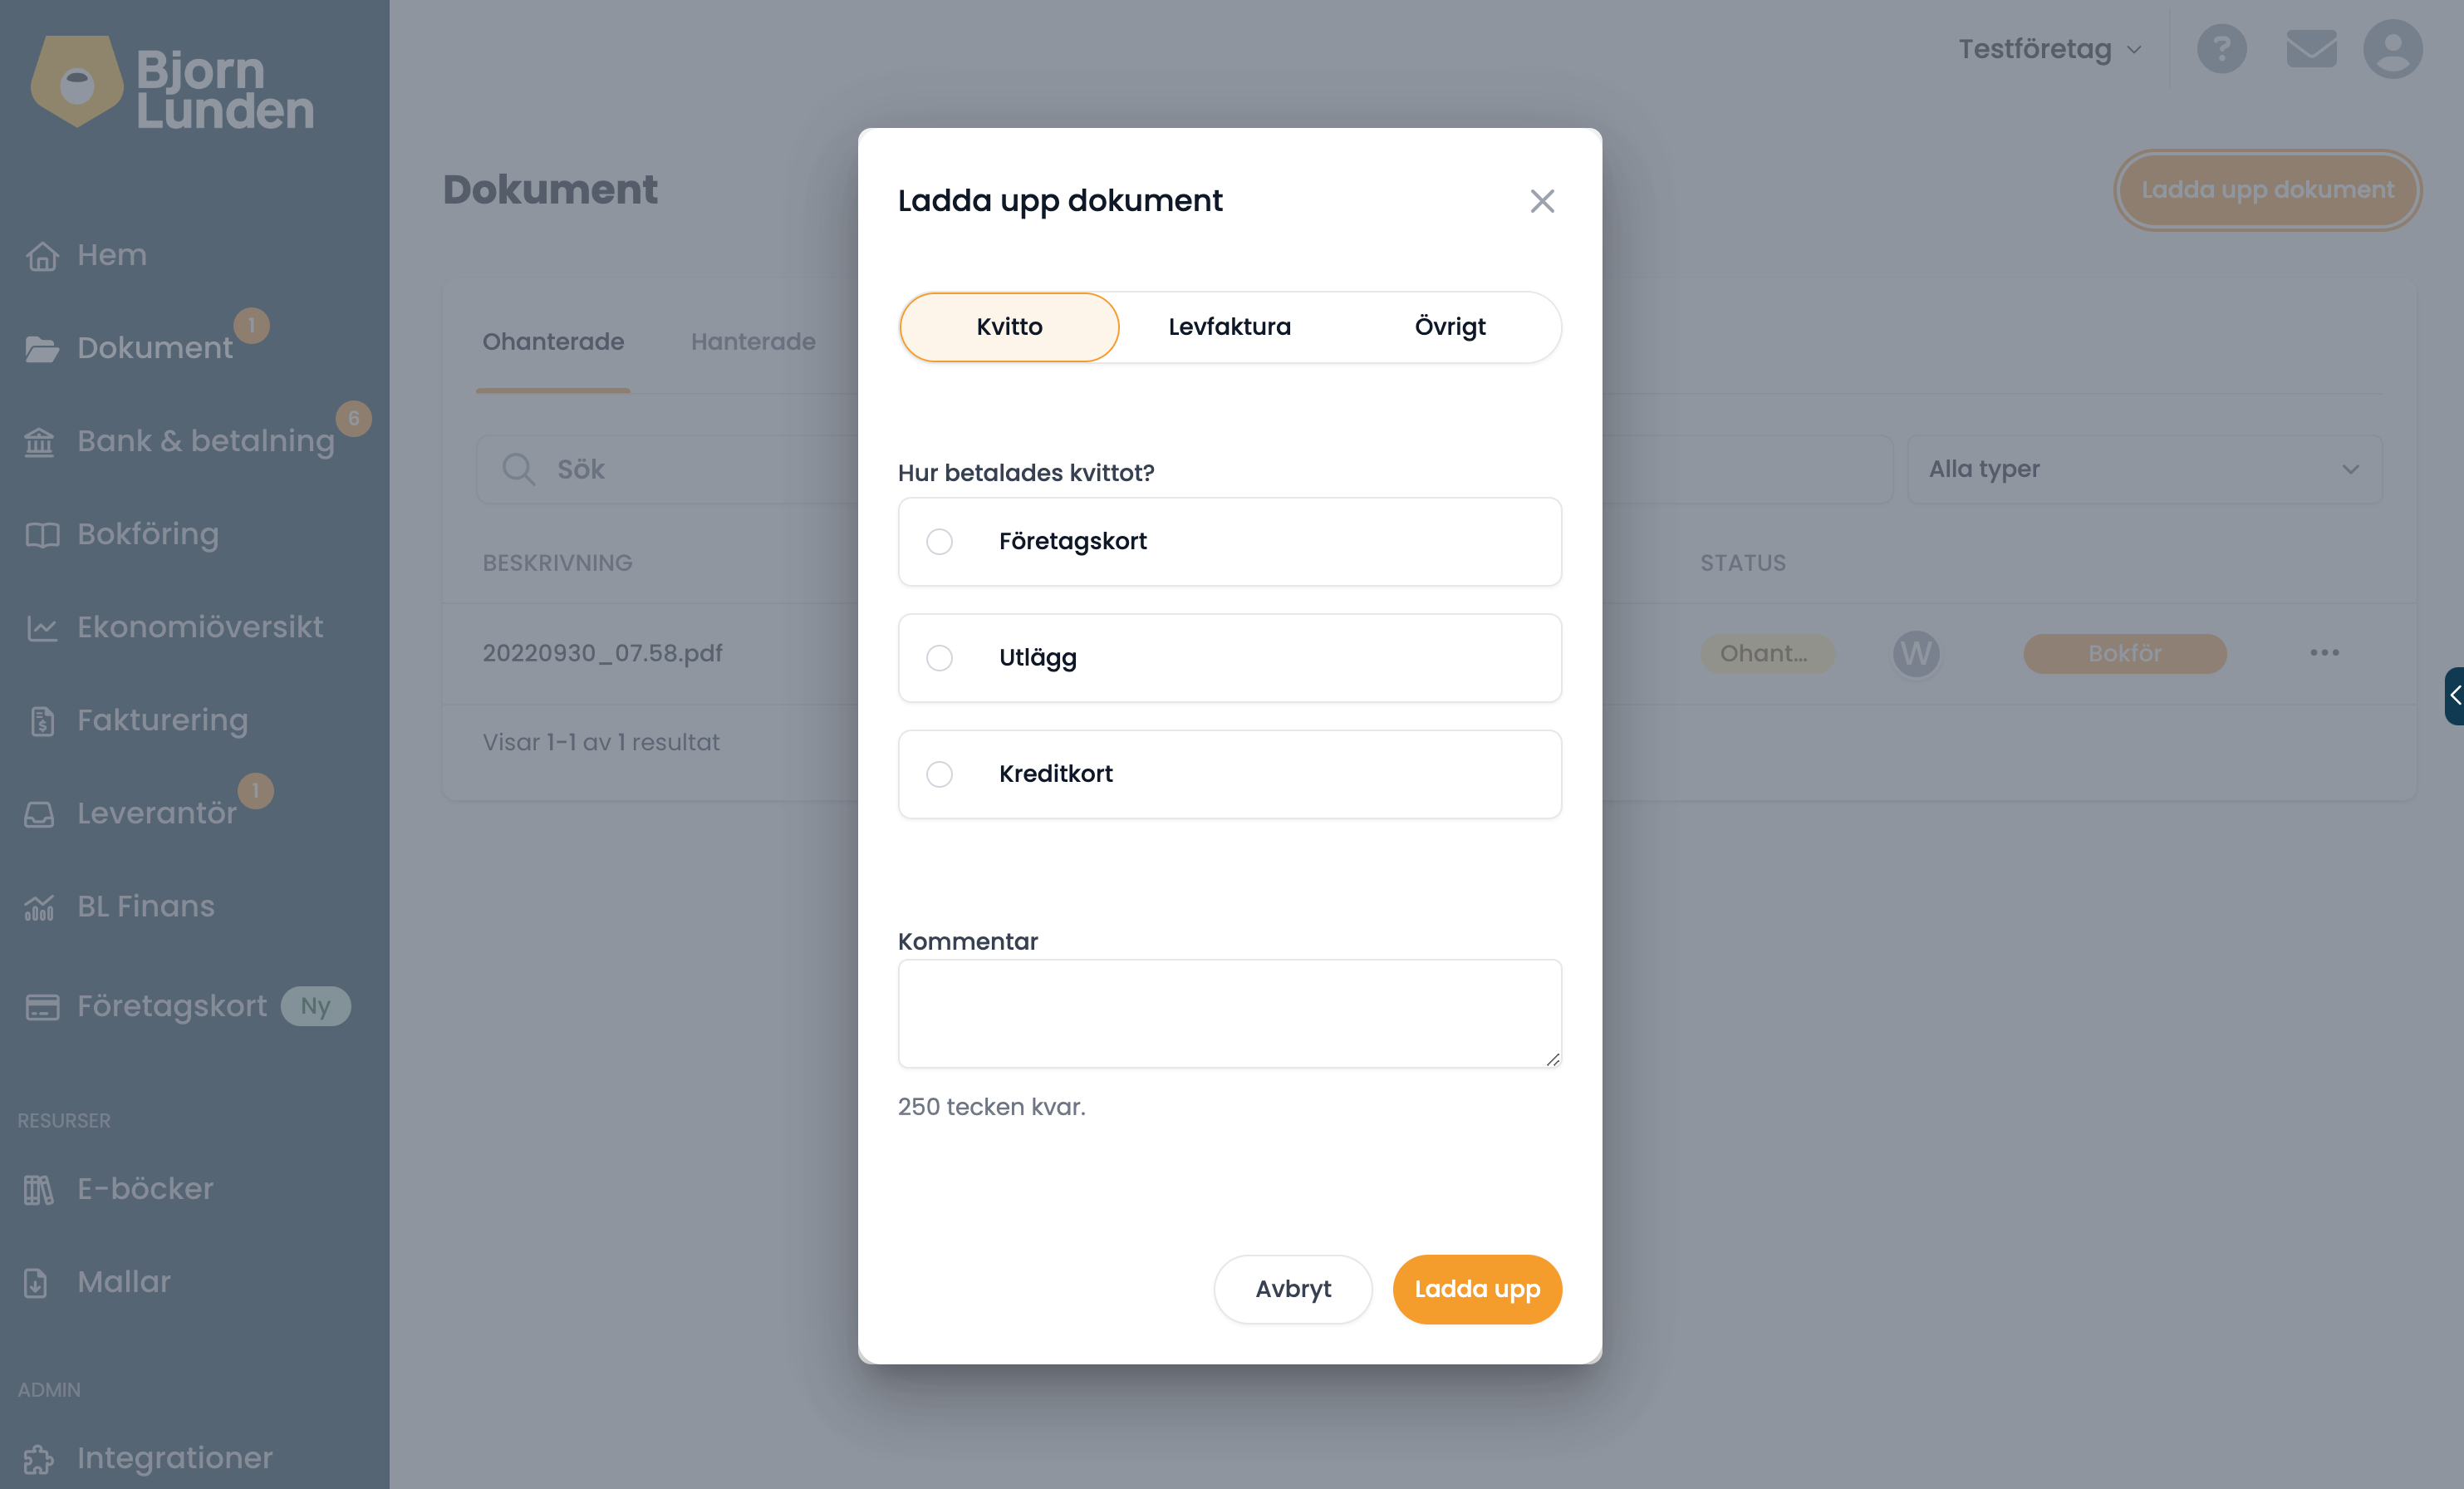 Bjorn
Lunden
Testföretag
?
Hem
Dokument 1
Bank & betalning 6
Bokföring
Ekonomiöversikt
Fakturering
Leverantör 1
BL Finans
Företagskort Ny
RESURSER
E-böcker
Mallar
ADMIN
Integrationer
Dokument
Ladda upp dokument
Ohanterade Hanterade
Sök
Alla typer
BESKRIVNING STATUS
20220930_07.58.pdf Ohant... W Bokför
Visar 1-1 av 1 resultat
Ladda upp dokument
Kvitto Levfaktura Övrigt
Hur betalades kvittot?
Företagskort
Utlägg
Kreditkort
Kommentar
250 tecken kvar.
Avbryt Ladda upp